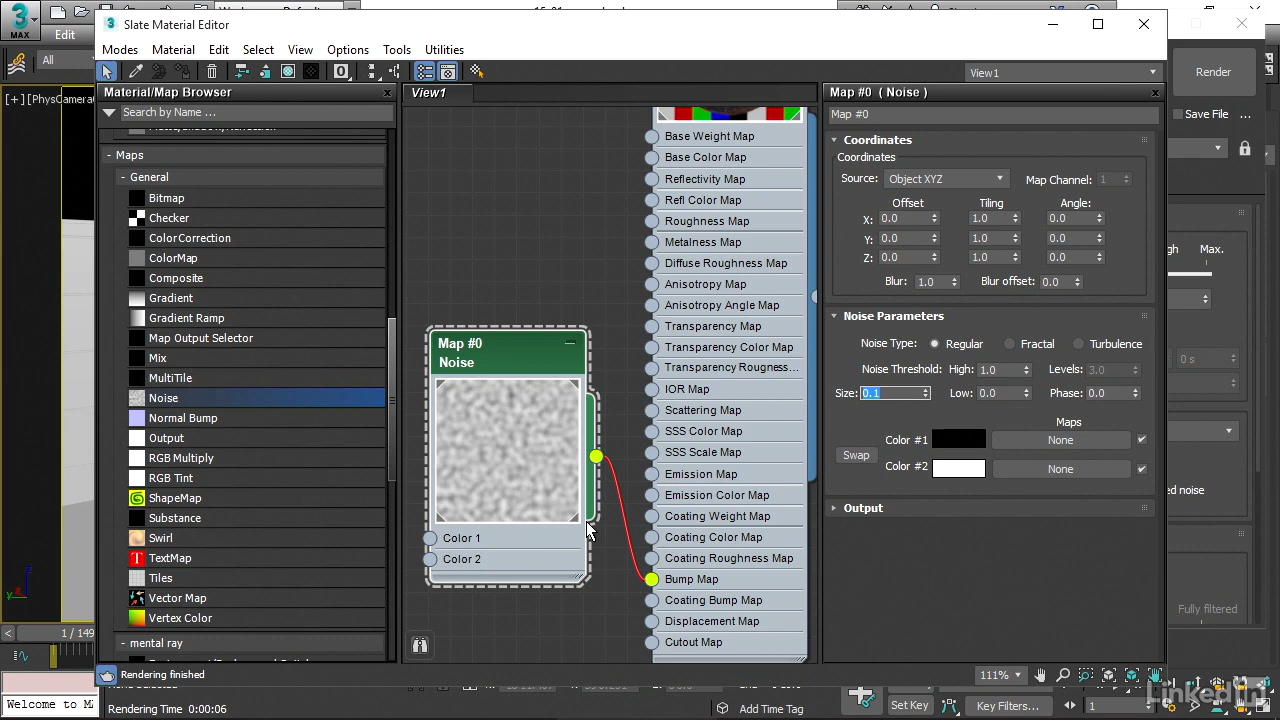 Slate Material Editor
MAX
Edit
Modes Material Edit Select View Options Tools Utilities
All
View1
Render
Material/Map Browser
View1
Map #0 ( Noise )
[+] [PhysCamera
Search by Name ...
Map #0
Save File ...
- Maps
- General
Bitmap
Checker
ColorCorrection
ColorMap
Composite
Gradient
Gradient Ramp
Map Output Selector
Mix
MultiTile
Noise
Normal Bump
Output
RGB Multiply
RGB Tint
ShapeMap
Substance
Swirl
TextMap
Tiles
Vector Map
Vertex Color
- mental ray
Map #0
Noise
Color 1
Color 2
Base Weight Map
Base Color Map
Reflectivity Map
Refl Color Map
Roughness Map
Metalness Map
Diffuse Roughness Map
Anisotropy Map
Anisotropy Angle Map
Transparency Map
Transparency Color Map
Transparency Rougness...
IOR Map
Scattering Map
SSS Color Map
SSS Scale Map
Emission Map
Emission Color Map
Coating Weight Map
Coating Color Map
Coating Roughness Map
Bump Map
Coating Bump Map
Displacement Map
Cutout Map
Coordinates
Coordinates
Source: Object XYZ Map Channel: 1
Offset Tiling Angle:
X: 0.0 1.0 0.0
Y: 0.0 1.0 0.0
Z: 0.0 1.0 0.0
Blur: 1.0 Blur offset: 0.0
Noise Parameters
Noise Type: Regular Fractal Turbulence
Noise Threshold: High: 1.0 Levels: 3.0
Size: 0.1 Low: 0.0 Phase: 0.0
Maps
Color #1 None
Swap
Color #2 None
Output
Max.
0 s
ed noise
Fully filtered
1 / 149
Rendering finished
111%
Welcome to MA
Rendering Time 0:00:06
Add Time Tag
Set Key
Key Filters...
1
LinkedIn